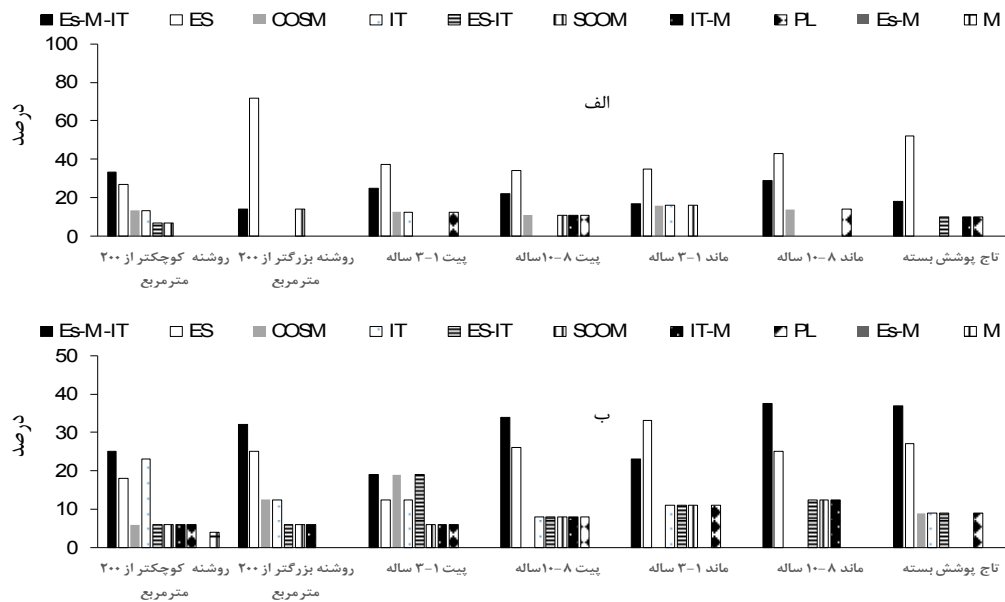 Es-M-IT ES COSM IT ES-IT SCOM IT-M PL Es-M M
100
80
60
40
20
0
درصد
الف
روشنه کوچکتر از ۲۰۰ مترمربع
روشنه بزرگتر از ۲۰۰ مترمربع
پیت ۱-۳ ساله
پیت ۸-۱۰ساله
ماند ۱-۳ ساله
ماند ۸-۱۰ ساله
تاج پوشش بسته
Es-M-IT ES COSM IT ES-IT SCOM IT-M PL Es-M M
50
40
30
20
10
0
درصد
ب
روشنه کوچکتر از ۲۰۰ مترمربع
روشنه بزرگتر از ۲۰۰ مترمربع
پیت ۱-۳ ساله
پیت ۸-۱۰ساله
ماند ۱-۳ ساله
ماند ۸-۱۰ ساله
تاج پوشش بسته